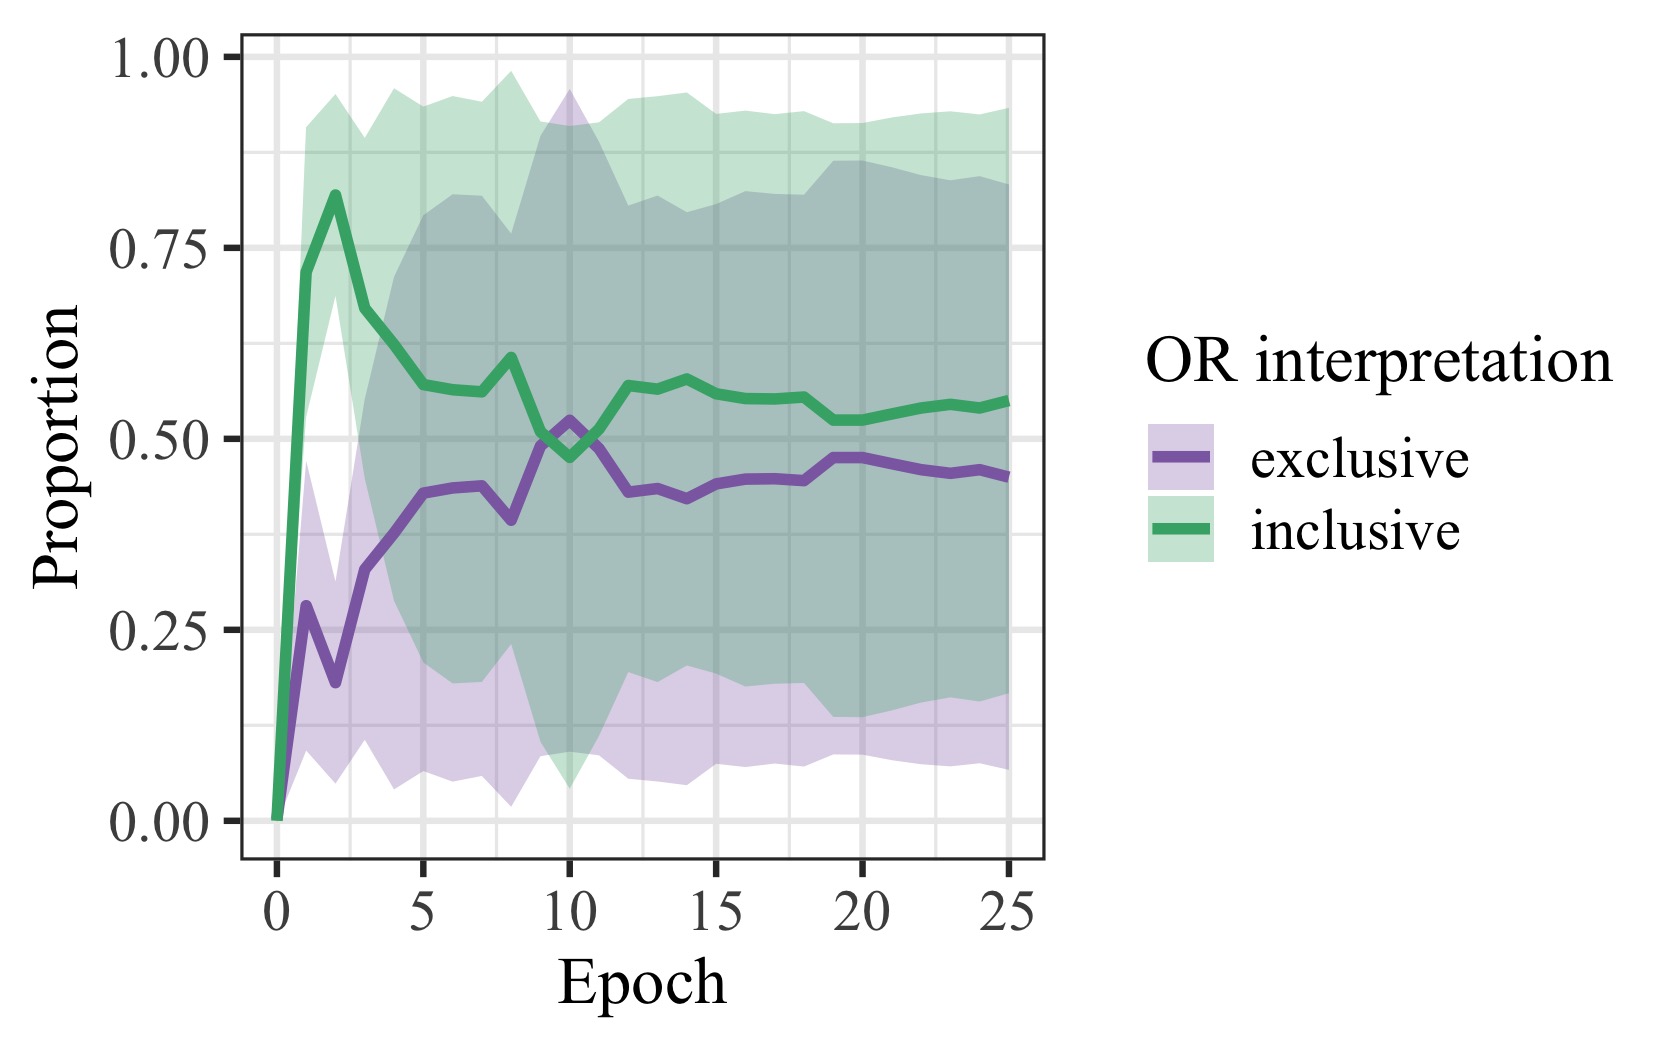 1.00
0.75
0.50
0.25
0.00
Proportion
0 5 10 15 20 25
Epoch
OR interpretation
exclusive
inclusive